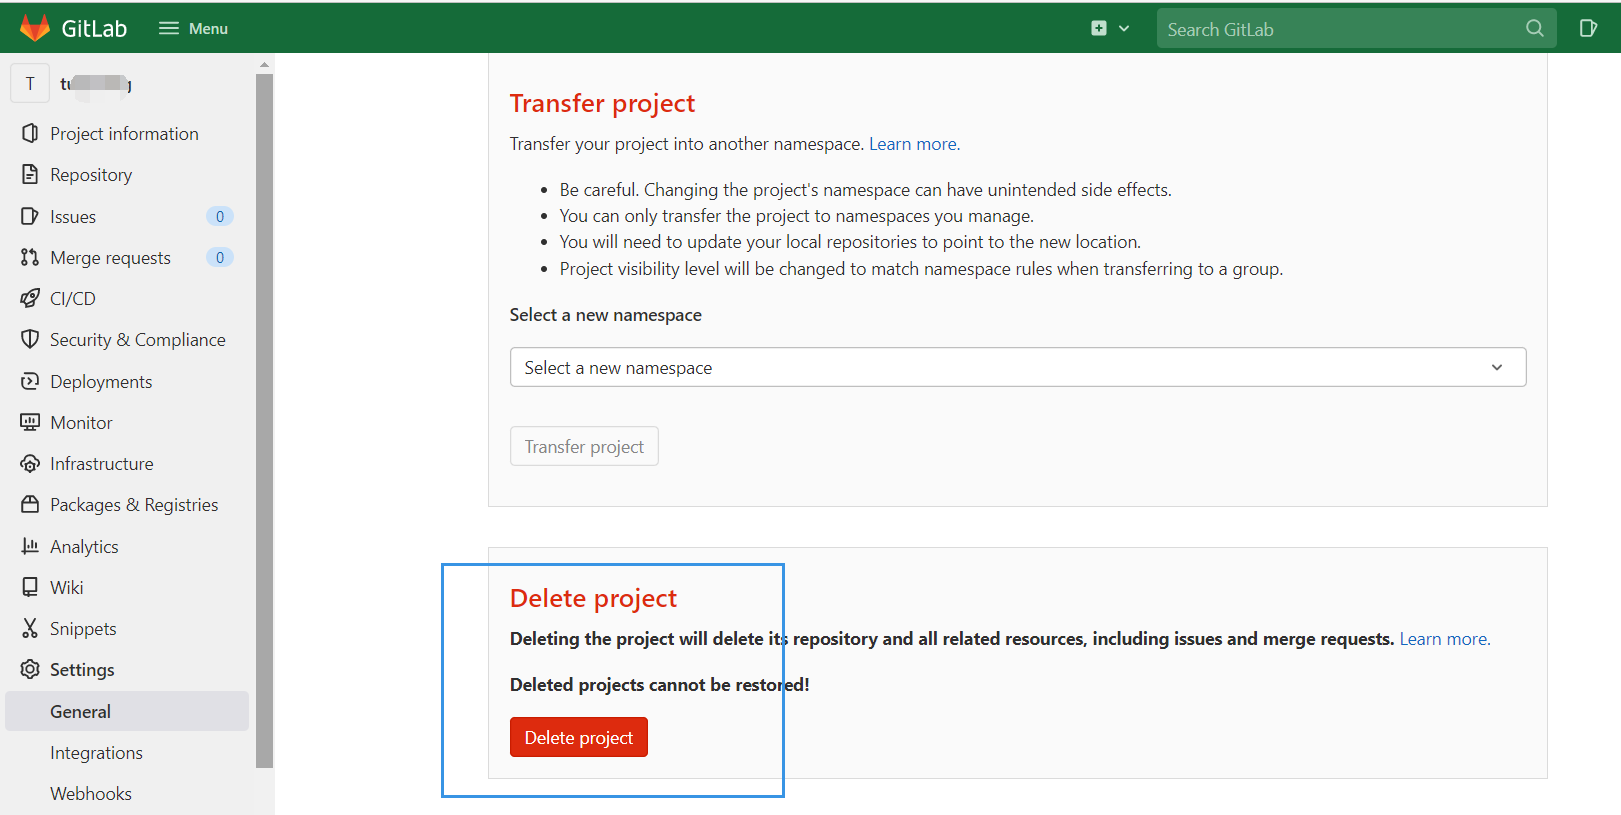 GitLab
Menu
Search GitLab
T
Project information
Repository
Issues 0
Merge requests 0
CI/CD
Security & Compliance
Deployments
Monitor
Infrastructure
Packages & Registries
Analytics
Wiki
Snippets
Settings
General
Integrations
Webhooks
Transfer project
Transfer your project into another namespace. Learn more.
• Be careful. Changing the project's namespace can have unintended side effects.
• You can only transfer the project to namespaces you manage.
• You will need to update your local repositories to point to the new location.
• Project visibility level will be changed to match namespace rules when transferring to a group.
Select a new namespace
Select a new namespace
Transfer project
Delete project
Deleting the project will delete its repository and all related resources, including issues and merge requests. Learn more.
Deleted projects cannot be restored!
Delete project